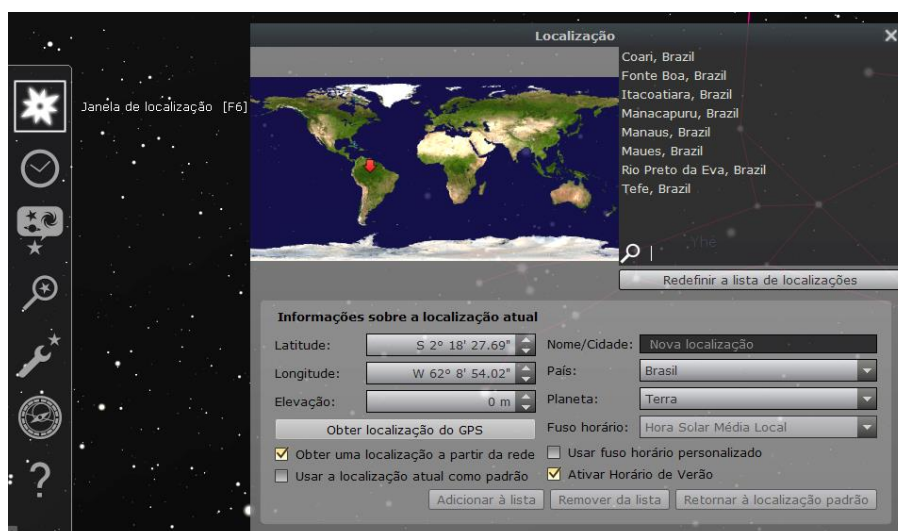 Localização
Janela de localização [F6]
Coari, Brazil
Fonte Boa, Brazil
Itacoatiara, Brazil
Manacapuru, Brazil
Manaus, Brazil
Maues, Brazil
Rio Preto da Eva, Brazil
Tefe, Brazil
Yhe
Redefinir a lista de localizações
Informações sobre a localização atual
Latitude: S 2° 18' 27.69"
Longitude: W 62° 8' 54.02"
Elevação: 0 m
Obter localização do GPS
Obter uma localização a partir da rede
Usar a localização atual como padrão
Nome/Cidade: Nova localização
País: Brasil
Planeta: Terra
Fuso horário: Hora Solar Média Local
Usar fuso horário personalizado
Ativar Horário de Verão
Adicionar à lista Remover da lista Retornar à localização padrão